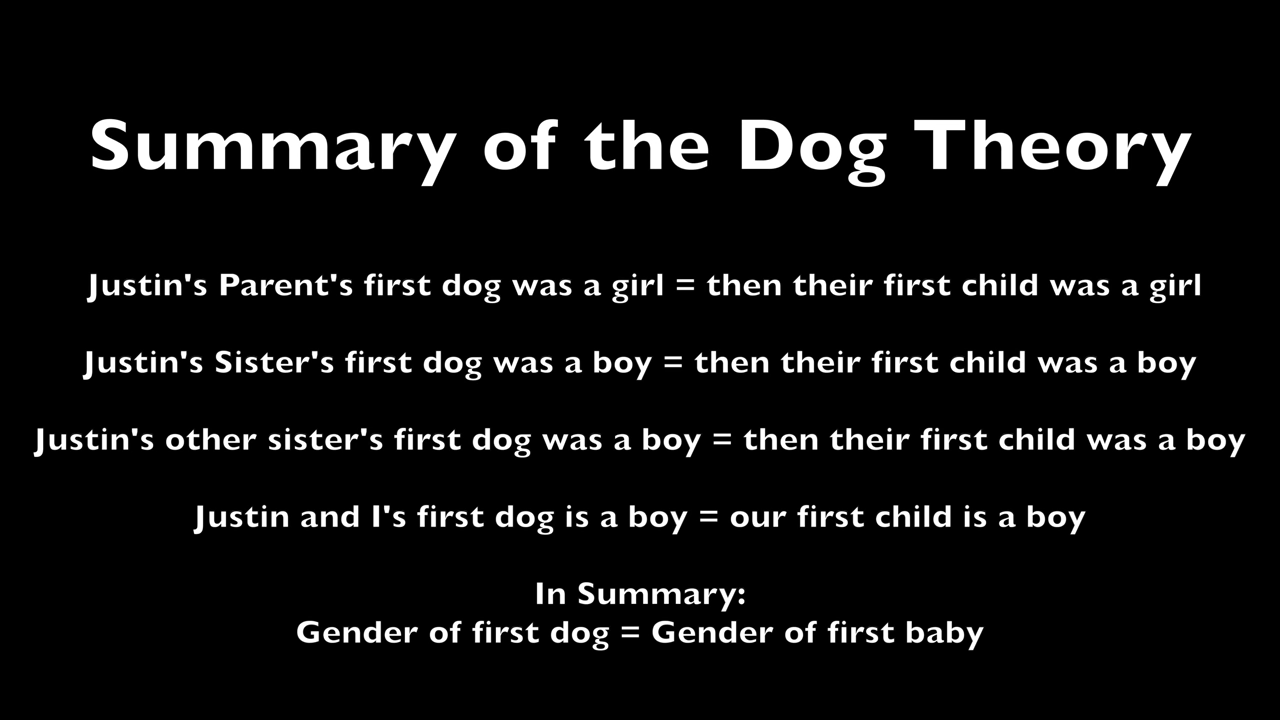 Summary of the Dog Theory
Justin's Parent's first dog was a girl = then their first child was a girl
Justin's Sister's first dog was a boy = then their first child was a boy
Justin's other sister's first dog was a boy = then their first child was a boy
Justin and I's first dog is a boy = our first child is a boy
In Summary:
Gender of first dog = Gender of first baby